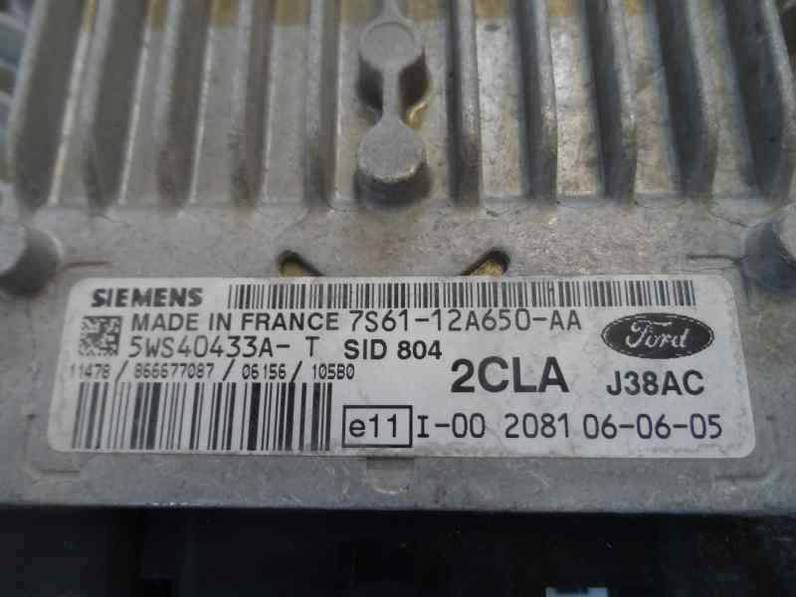 SIEMENS
MADE IN FRANCE 7S61-12A650-AA
Ford
5WS40433A-T SID 804
11478 / 866677087 / 06156 / 105B0
2CLA J38AC
e11 I-00 2081 06-06-05